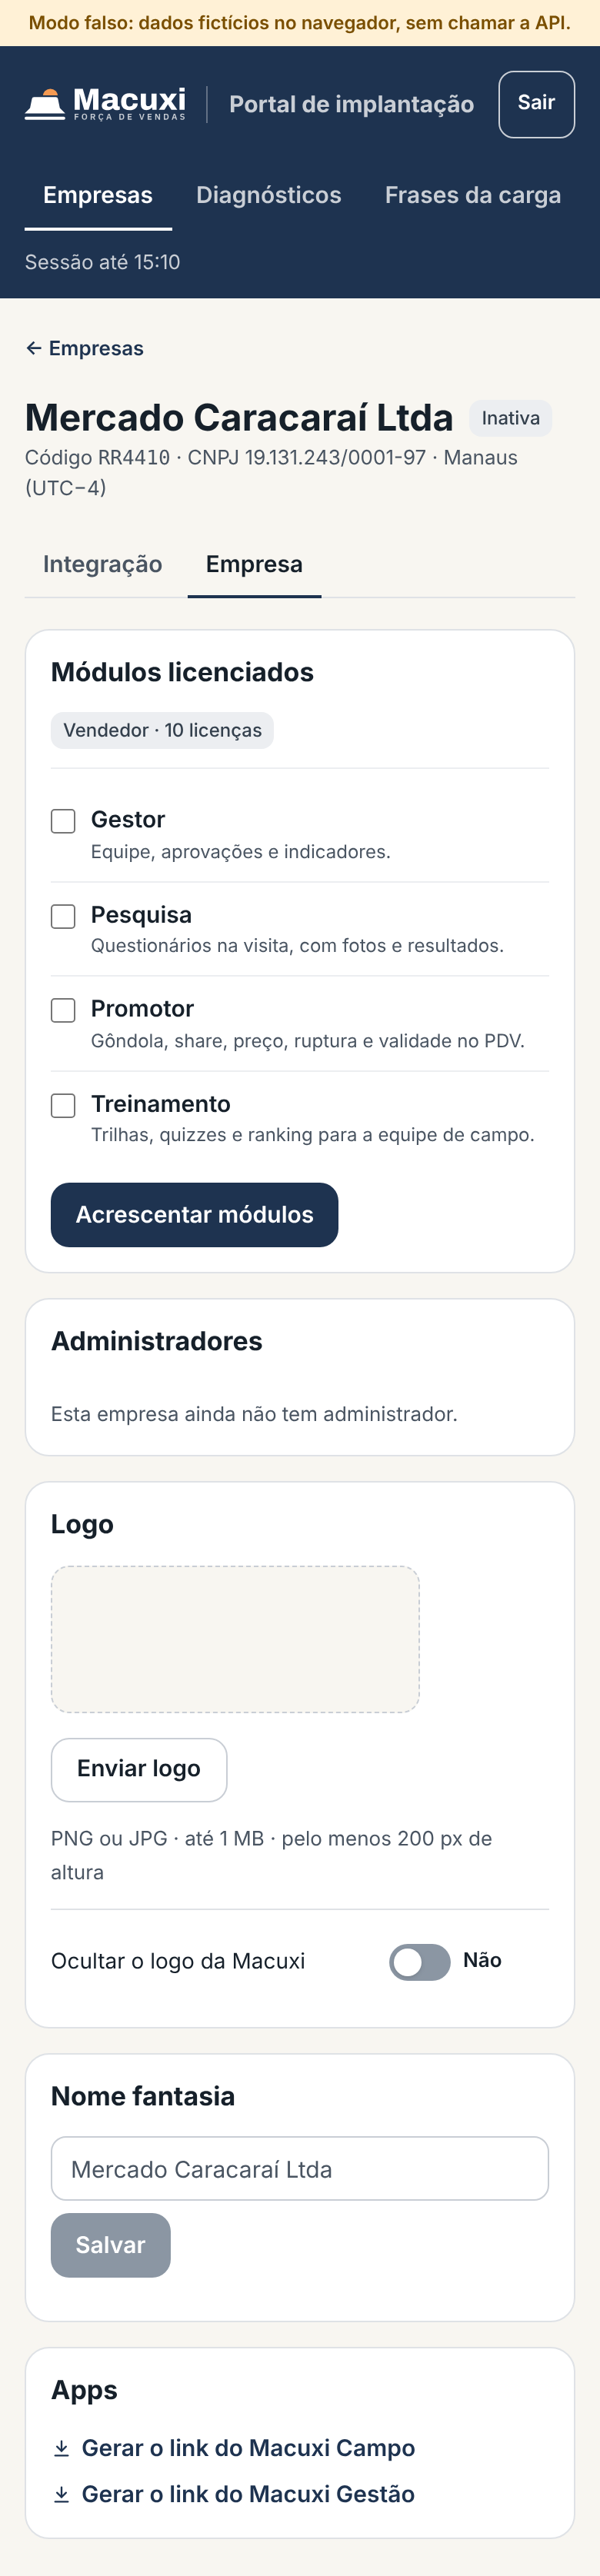 Modo falso: dados fictícios no navegador, sem chamar a API.
Macuxi
FORÇA DE VENDAS
Portal de implantação
Sair
Empresas
Diagnósticos
Frases da carga
Sessão até 15:10
← Empresas
Mercado Caracaraí Ltda
Inativa
Código RR4410 · CNPJ 19.131.243/0001-97 · Manaus
(UTC−4)
Integração
Empresa
Módulos licenciados
Vendedor · 10 licenças
Gestor
Equipe, aprovações e indicadores.
Pesquisa
Questionários na visita, com fotos e resultados.
Promotor
Gôndola, share, preço, ruptura e validade no PDV.
Treinamento
Trilhas, quizzes e ranking para a equipe de campo.
Acrescentar módulos
Administradores
Esta empresa ainda não tem administrador.
Logo
Enviar logo
PNG ou JPG · até 1 MB · pelo menos 200 px de
altura
Ocultar o logo da Macuxi
Não
Nome fantasia
Mercado Caracaraí Ltda
Salvar
Apps
Gerar o link do Macuxi Campo
Gerar o link do Macuxi Gestão